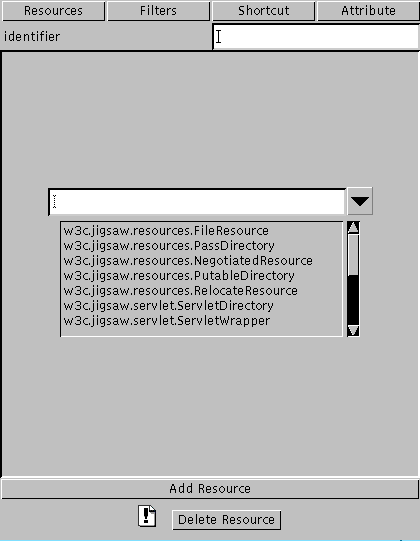 Resources Filters Shortcut Attribute
identifier
w3c.jigsaw.resources.FileResource
w3c.jigsaw.resources.PassDirectory
w3c.jigsaw.resources.NegotiatedResource
w3c.jigsaw.resources.PutableDirectory
w3c.jigsaw.resources.RelocateResource
w3c.jigsaw.servlet.ServletDirectory
w3c.jigsaw.servlet.ServletWrapper
Add Resource
Delete Resource